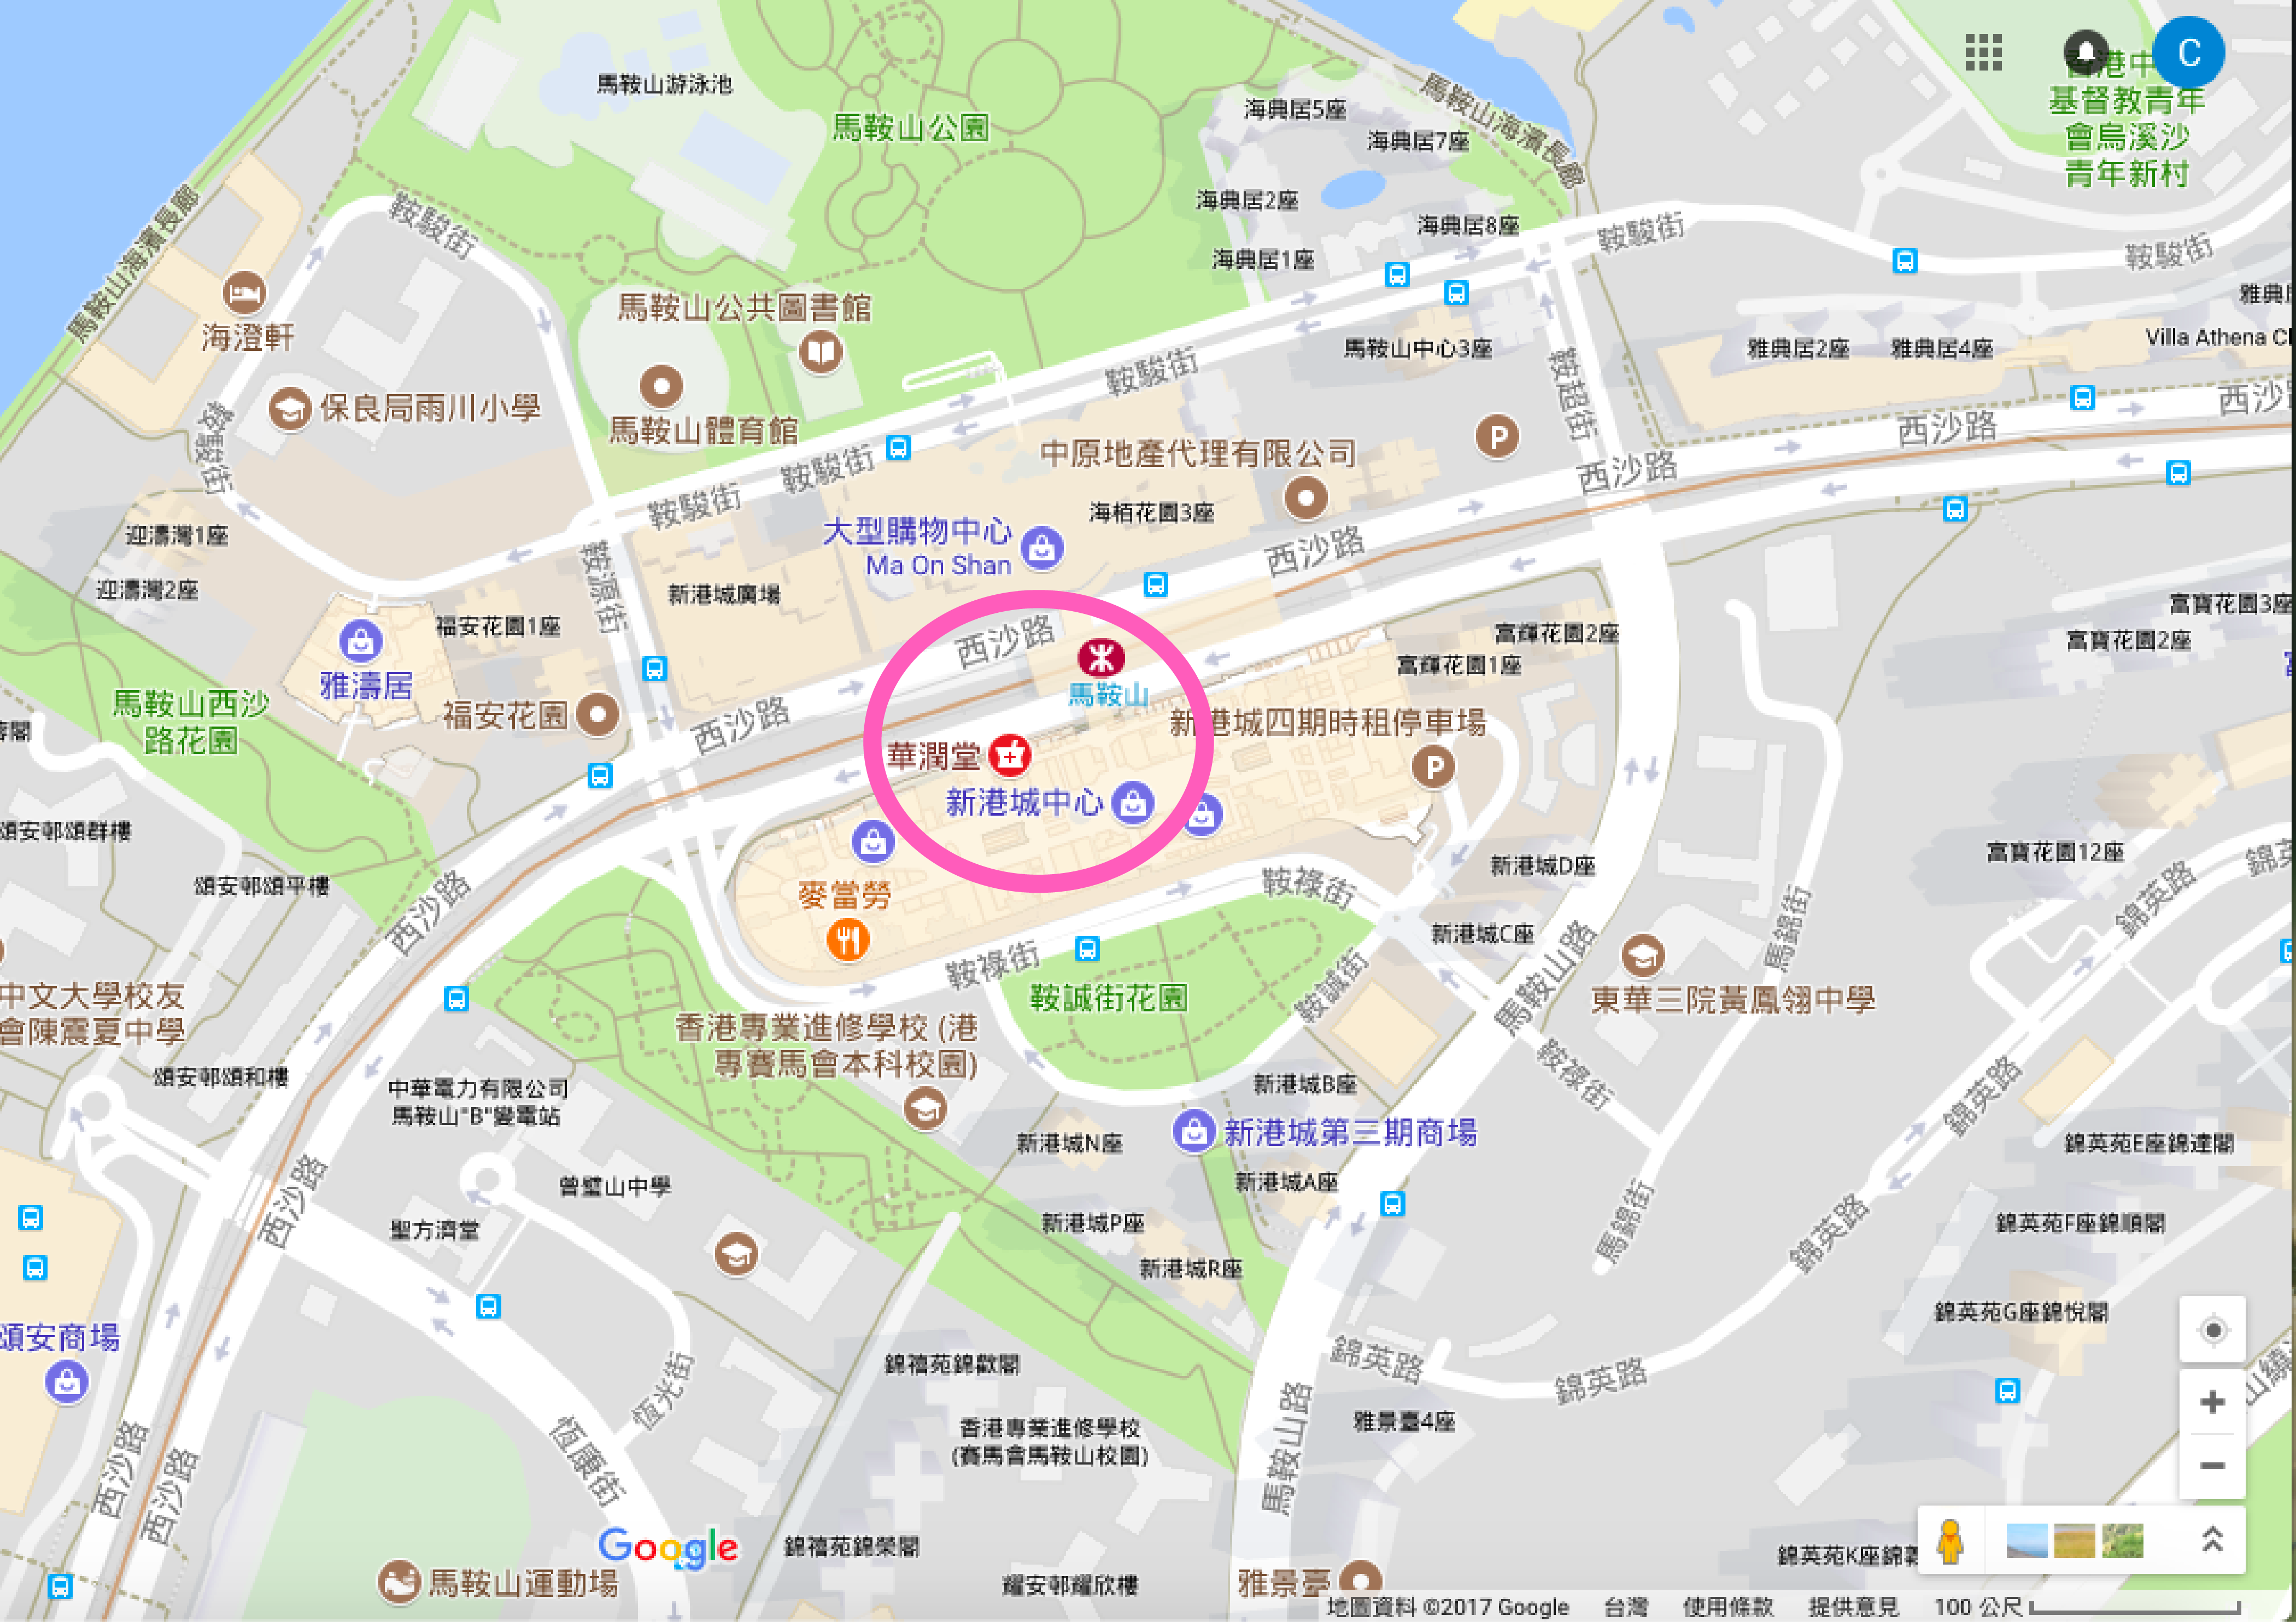 馬鞍山游泳池
馬鞍山公園
海典居5座
海典居7座
馬鞍山海濱長廊
C
基督教青年
會烏溪沙
青年新村
海典居2座
海典居8座
海典居1座
鞍駿街
鞍駿街
鞍駿街
馬鞍山海濱長廊
海澄軒
馬鞍山公共圖書館
馬鞍山中心3座
雅典居2座
雅典居4座
鞍駿街
鞍超街
保良局雨川小學
馬鞍山體育館
鞍駿街
鞍駿街
鞍駿街
中原地產代理有限公司
P
西沙路
西沙路
海栢花園3座
大型購物中心
Ma On Shan
西沙路
迎濤灣1座
迎濤灣2座
鞍源街
新港城廣場
福安花園1座
雅濤居
福安花園
馬鞍山西沙
路花園
西沙路
西沙路
馬鞍山
富輝花園2座
富輝花園1座
富寶花園3座
富寶花園2座
新港城四期時租停車場
P
華潤堂
新港城中心
頌安邨頌群樓
頌安邨頌平樓
西沙路
麥當勞
鞍祿街
鞍祿街
新港城D座
新港城C座
富寶花園12座
錦英路
馬錦街
馬鞍山路
鞍誠街
鞍誠街花園
中文大學校友
會陳震夏中學
香港專業進修學校 (港
專賽馬會本科校園)
東華三院黃鳳翎中學
頌安邨頌和樓
中華電力有限公司
馬鞍山"B"變電站
新港城B座
鞍祿街
錦英路
新港城N座
新港城第三期商場
錦英苑E座錦達閣
曾璧山中學
新港城A座
西沙路
聖方濟堂
新港城P座
馬錦街
錦英路
錦英苑F座錦順閣
新港城R座
頌安商場
錦英苑G座錦悅閣
錦禧苑錦歡閣
錦英路
錦英路
恆光街
恆康街
西沙路
西沙路
香港專業進修學校
(賽馬會馬鞍山校園)
馬鞍山路
雅景臺4座
Google
錦禧苑錦榮閣
馬鞍山運動場
耀安邨耀欣樓
雅景臺
地圖資料 ©2017 Google 台灣 使用條款 提供意見 100 公尺